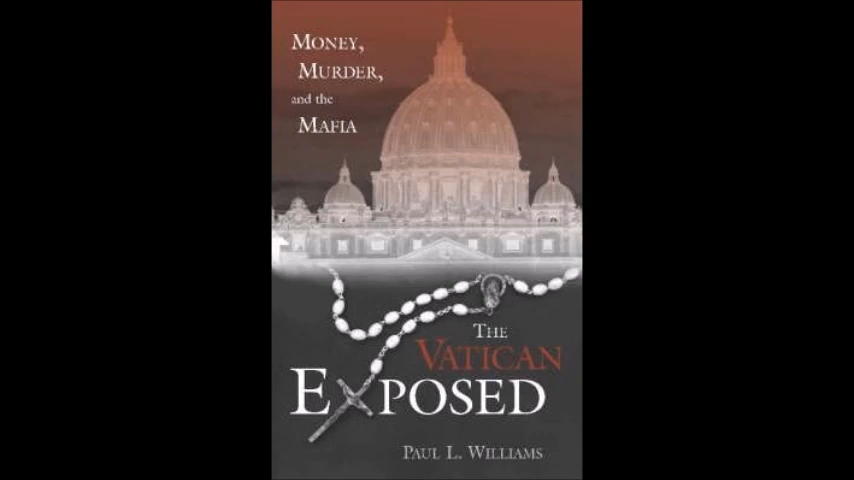 MONEY,
MURDER,
and the
MAFIA
THE
VATICAN
EXPOSED
PAUL L. WILLIAMS